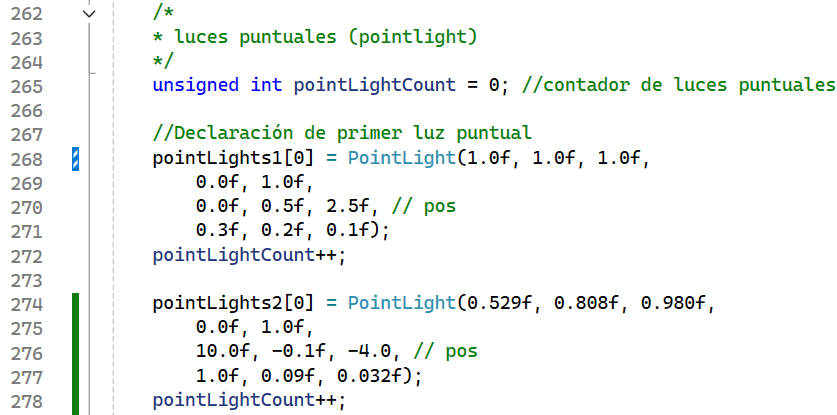 262 /*
263 * luces puntuales (pointlight)
264 */
265 unsigned int pointLightCount = 0; //contador de luces puntuales
266
267 //Declaración de primer luz puntual
268 pointLights1[0] = PointLight(1.0f, 1.0f, 1.0f,
269 0.0f, 1.0f,
270 0.0f, 0.5f, 2.5f, // pos
271 0.3f, 0.2f, 0.1f);
272 pointLightCount++;
273
274 pointLights2[0] = PointLight(0.529f, 0.808f, 0.980f,
275 0.0f, 1.0f,
276 10.0f, -0.1f, -4.0, // pos
277 1.0f, 0.09f, 0.032f);
278 pointLightCount++;